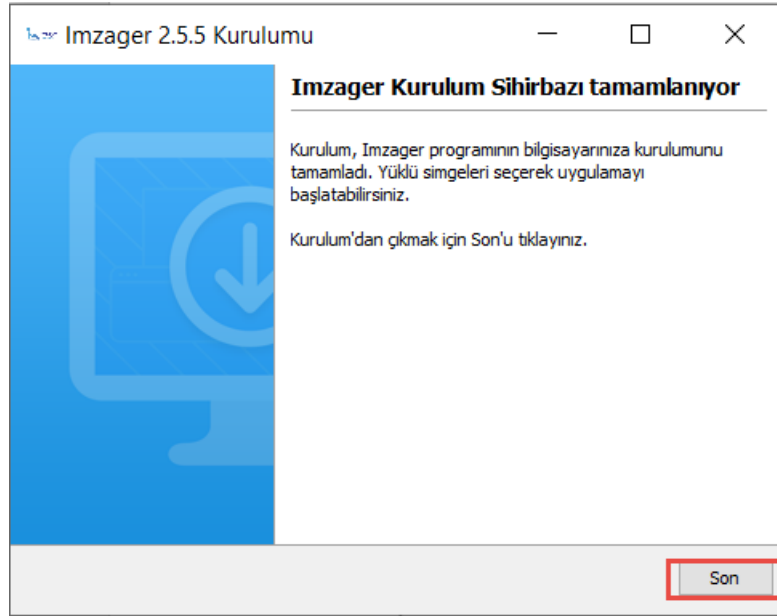 Imzager 2.5.5 Kurulumu
Imzager Kurulum Sihirbazı tamamlanıyor
Kurulum, Imzager programının bilgisayarınıza kurulumunu
tamamladı. Yüklü simgeleri seçerek uygulamayı
başlatabilirsiniz.
Kurulum'dan çıkmak için Son'u tıklayınız.
Son